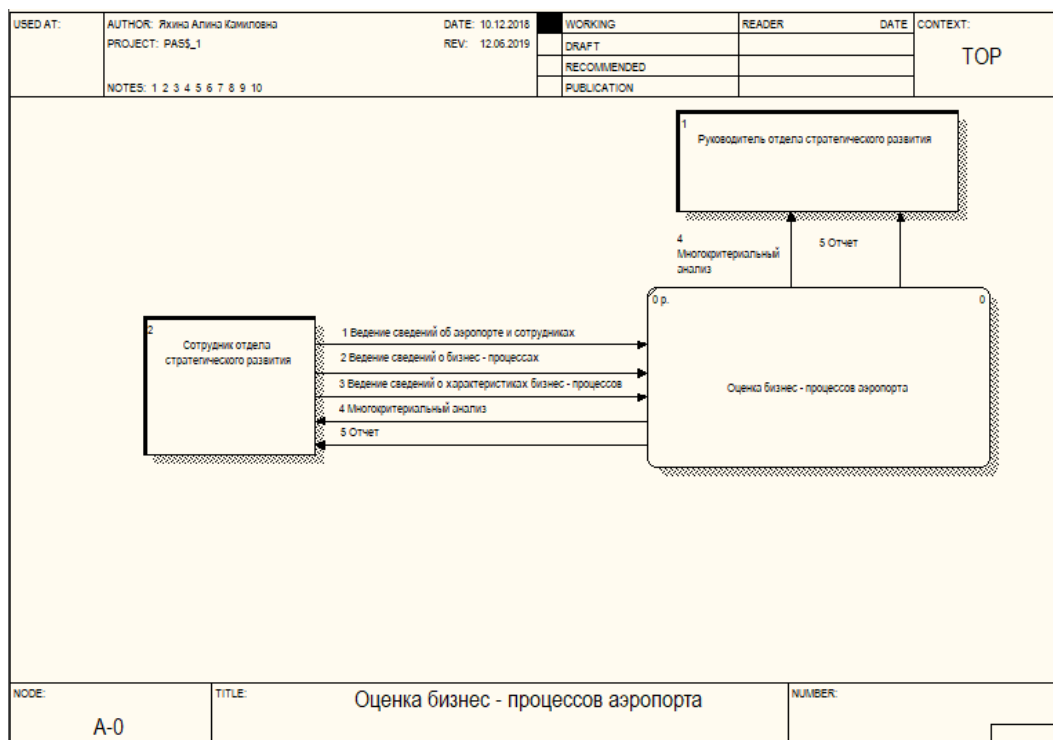 USED AT:
AUTHOR: Яхина Алина Камиловна
DATE: 10.12.2018
WORKING
READER
DATE
CONTEXT:
PROJECT: PAS$_1
REV: 12.06.2019
DRAFT
TOP
RECOMMENDED
NOTES: 1 2 3 4 5 6 7 8 9 10
PUBLICATION
1
Руководитель отдела стратегического развития
4
Многокритериальный
анализ
5 Отчет
0 р.
0
Оценка бизнес - процессов аэропорта
2
Сотрудник отдела
стратегического развития
1 Ведение сведений об аэропорте и сотрудниках
2 Ведение сведений о бизнес - процессах
3 Ведение сведений о характеристиках бизнес - процессов
4 Многокритериальный анализ
5 Отчет
NODE:
A-0
TITLE:
Оценка бизнес - процессов аэропорта
NUMBER: